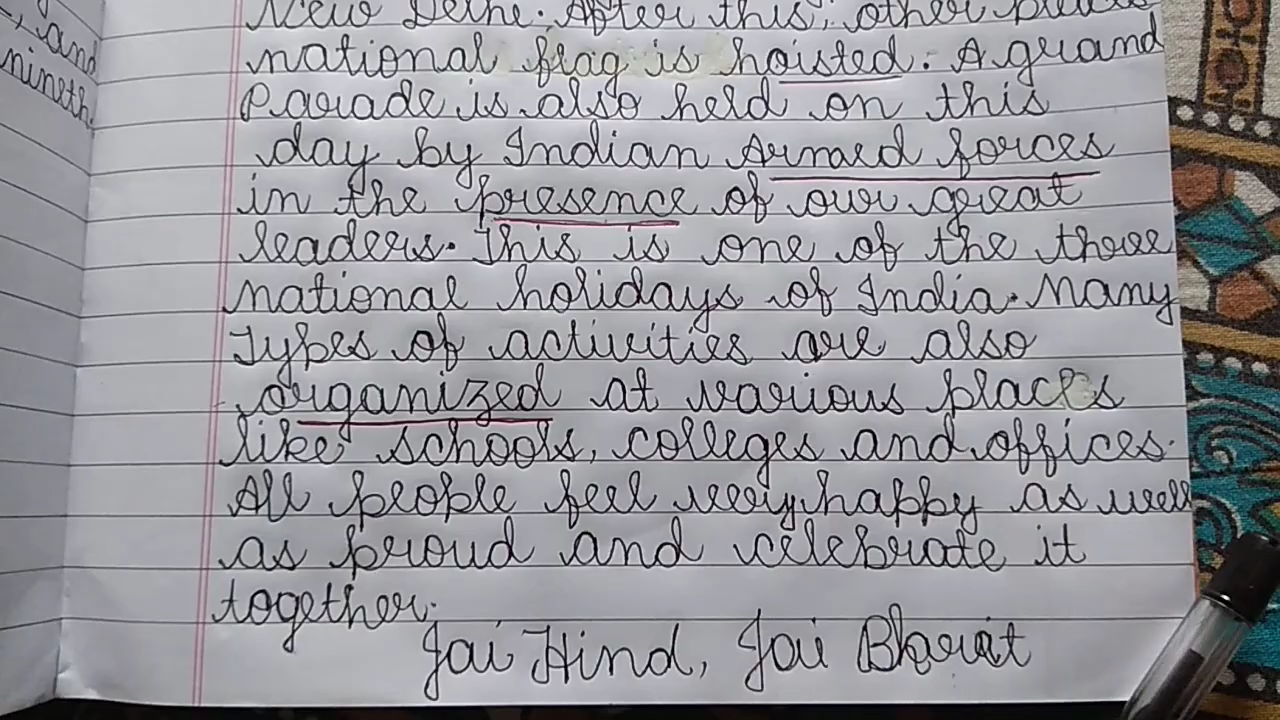 , and
nineth.
New Delhi. After this, other places
national flag is hoisted. A grand
Parade is also held on this
day by Indian Armed forces
in the presence of our great
leaders. This is one of the three
national holidays of India. Many
Types of activities are also
organized at various places
like schools, colleges and offices.
All people feel very happy as well
as proud and celebrate it
together.
Jai Hind, Jai Bharat